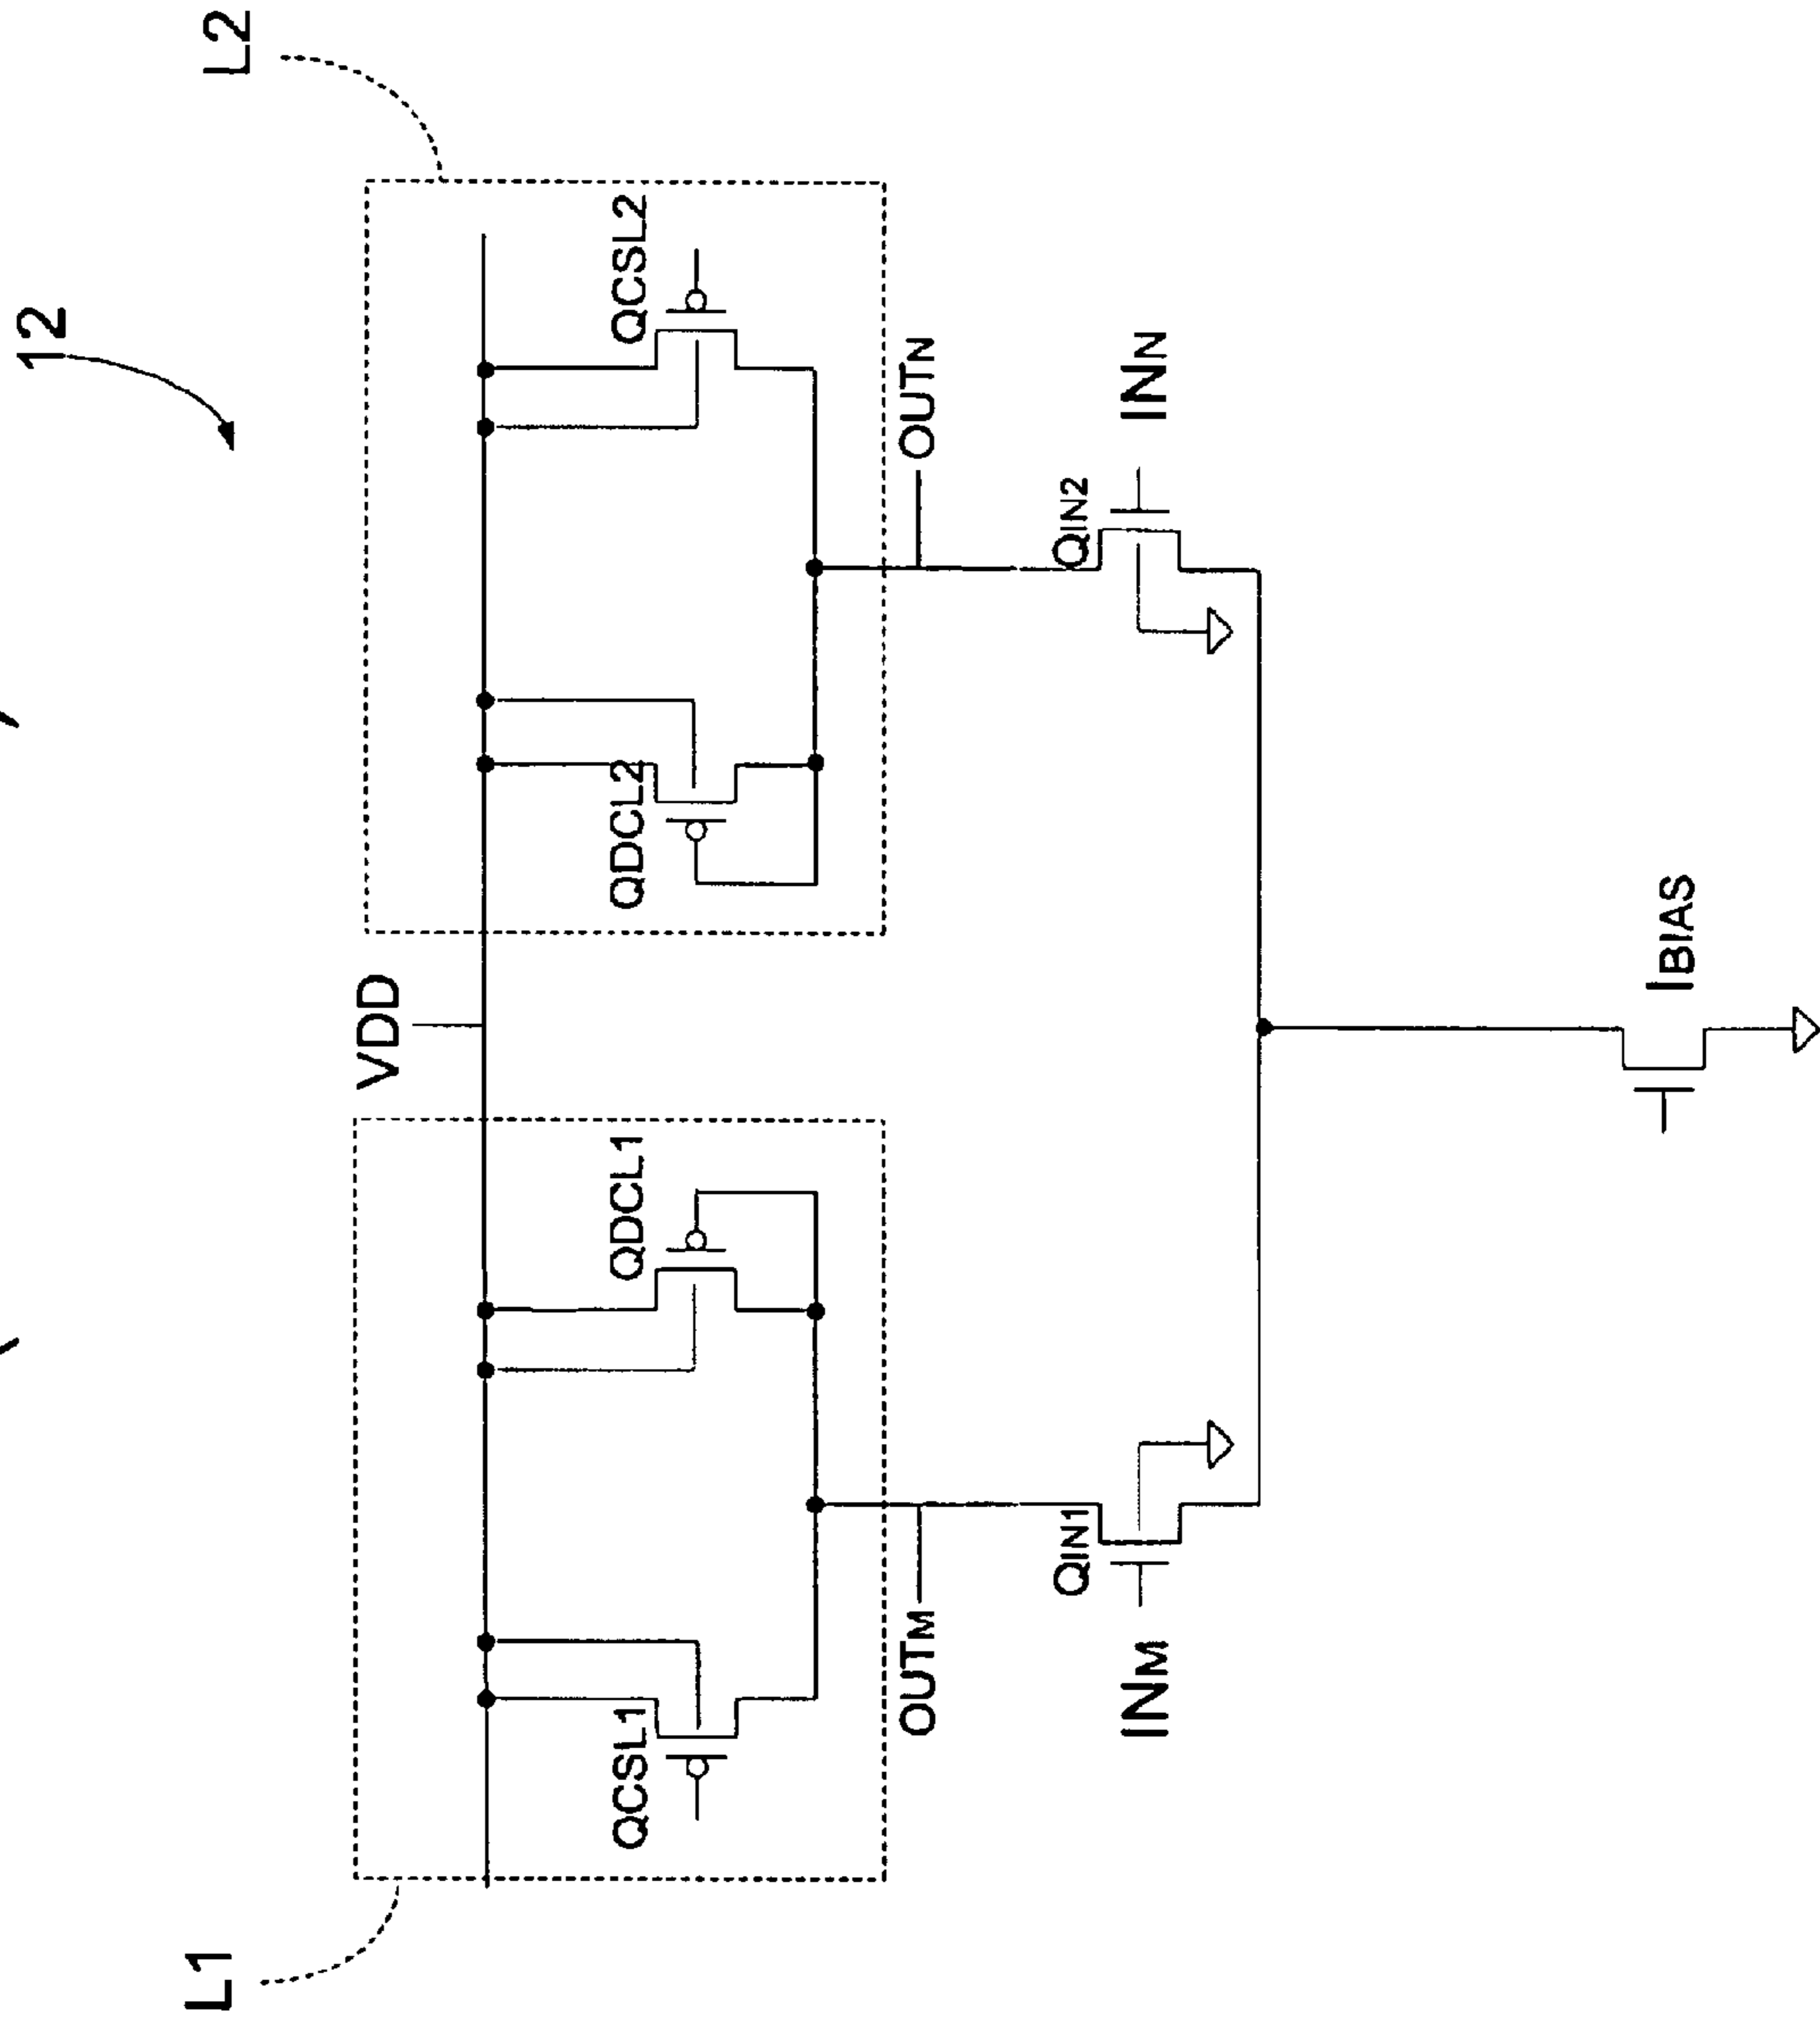 12
L1
L2
VDD
QCSL1
QDCL1
QDCL2
QCSL2
OUTM
OUTN
QIN1
QIN2
INM
INN
IBIAS